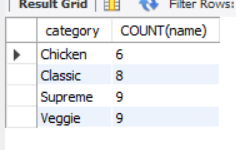 Result Grid Filter Rows:
category COUNT(name)
Chicken 6
Classic 8
Supreme 9
Veggie 9